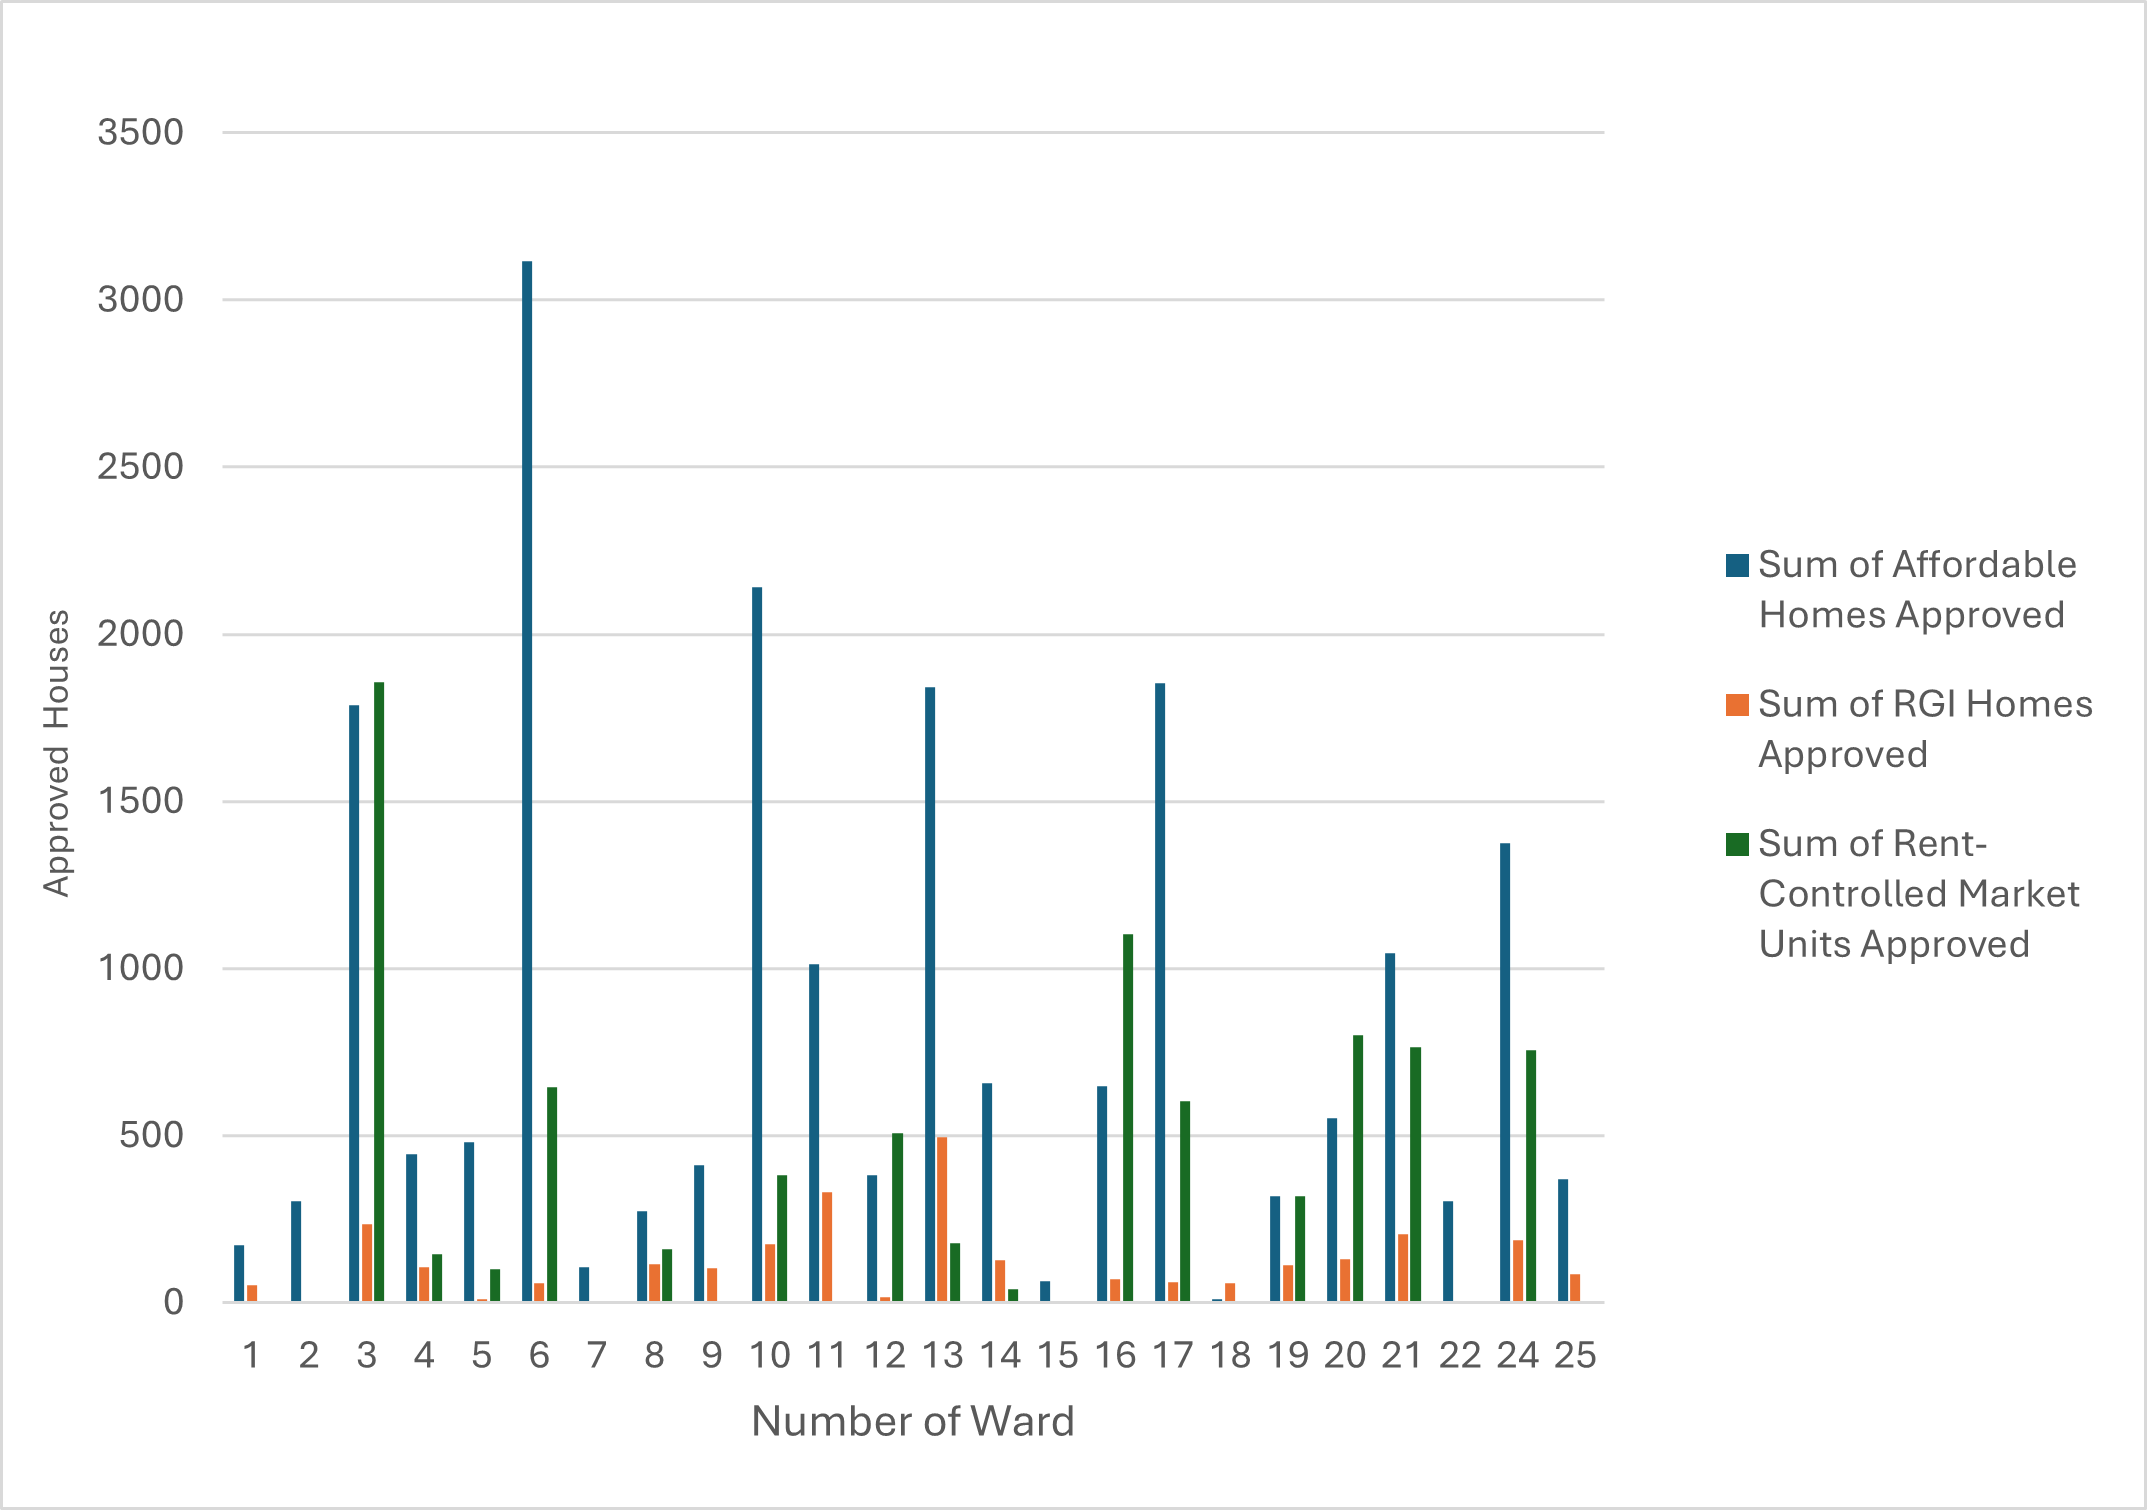 3500
3000
2500
2000
1500
1000
500
0
Approved Houses
1 2 3 4 5 6 7 8 9 10 11 12 13 14 15 16 17 18 19 20 21 22 24 25
Number of Ward
Sum of Affordable
Homes Approved
Sum of RGI Homes
Approved
Sum of Rent-
Controlled Market
Units Approved